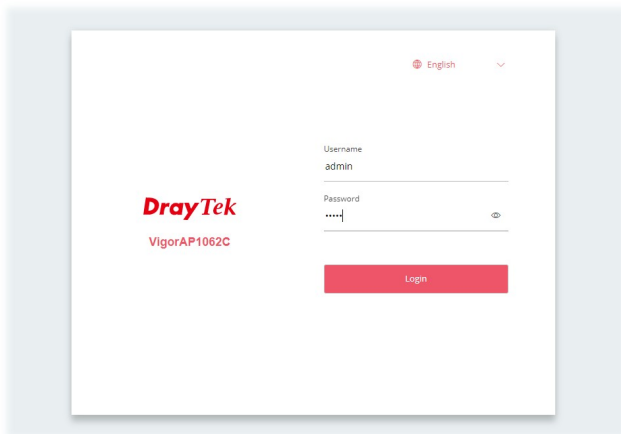 English
Username
admin
Password
•••••
DrayTek
VigorAP1062C
Login